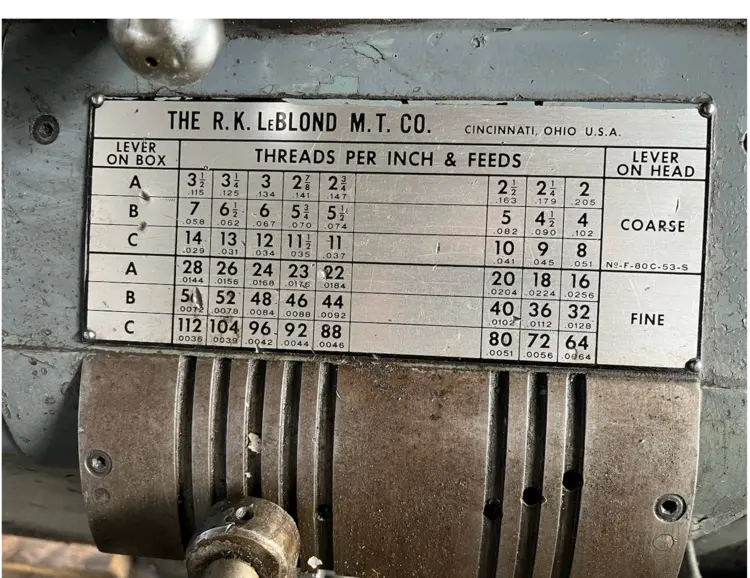 THE R.K. LEBLOND M.T. CO. CINCINNATI, OHIO U.S.A.
LEVER ON BOX THREADS PER INCH & FEEDS LEVER ON HEAD
A 3½ 3¼ 3 2⅞ 2¾ 2½ 2¼ 2
.115 .125 .134 .141 .147 .163 .179 .205
B 7 6½ 6 5¾ 5½ 5 4½ 4 COARSE
.058 .062 .067 .070 .074 .082 .090 .102
C 14 13 12 11½ 11 10 9 8
.029 .031 .034 .035 .037 .041 .045 .051 Nº-F-80C-53-S
A 28 26 24 23 22 20 18 16
.0144 .0156 .0168 .0184 .0204 .0224 .0256
B 52 48 46 44 40 36 32 FINE
.0072 .0078 .0084 .0088 .0092 .0102 .0112 .0128
C 112 104 96 92 88 80 72 64
.0036 .0039 .0042 .0044 .0046 .0051 .0056 .0064